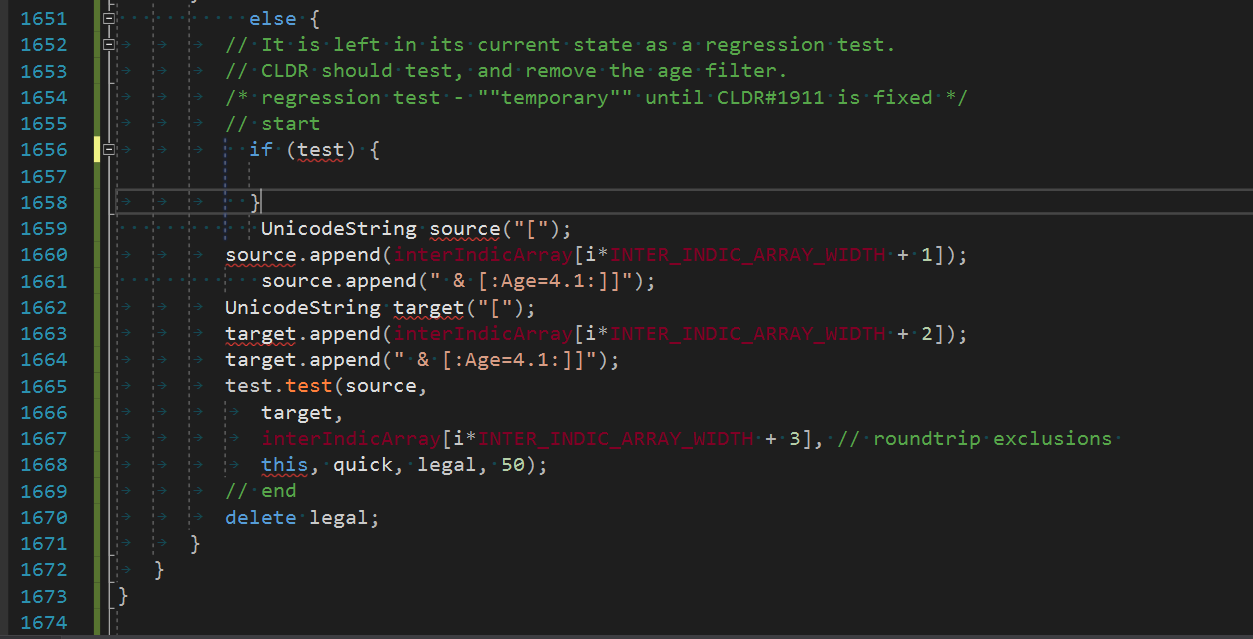 1651 else {
1652 // It is left in its current state as a regression test.
1653 // CLDR should test, and remove the age filter.
1654 /* regression test - ""temporary"" until CLDR#1911 is fixed */
1655 // start
1656 if (test) {
1657
1658 }
1659 UnicodeString source("[");
1660 source.append(interIndicArray[i*INTER_INDIC_ARRAY_WIDTH + 1]);
1661 source.append(" & [:Age=4.1:]]");
1662 UnicodeString target("[");
1663 target.append(interIndicArray[i*INTER_INDIC_ARRAY_WIDTH + 2]);
1664 target.append(" & [:Age=4.1:]]");
1665 test.test(source,
1666 target,
1667 interIndicArray[i*INTER_INDIC_ARRAY_WIDTH + 3], // roundtrip exclusions
1668 this, quick, legal, 50);
1669 // end
1670 delete legal;
1671 }
1672 }
1673 }
1674